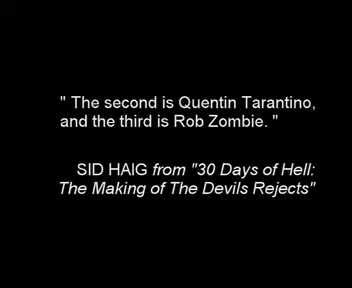 " The second is Quentin Tarantino,
and the third is Rob Zombie. "
SID HAIG from "30 Days of Hell:
The Making of The Devils Rejects"